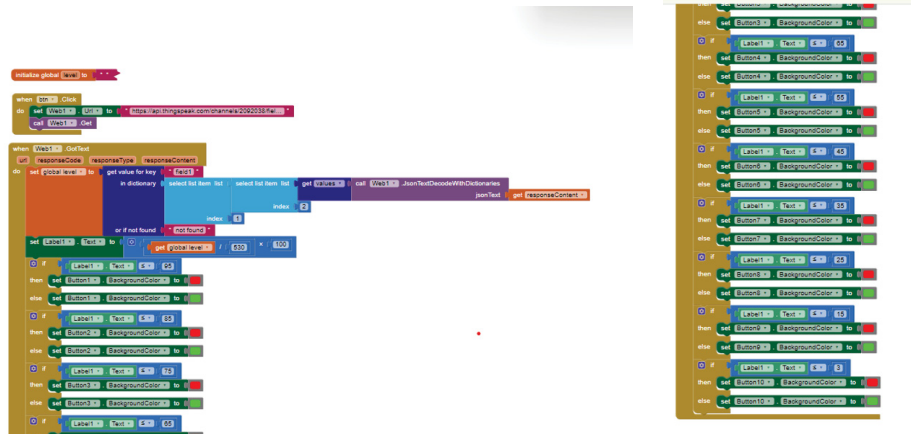 initialize global level to " "
when btn .Click
do set Web1 . Url to " https://api.thingspeak.com/channels/2092038/fiel... "
call Web1 .Get
when Web1 .GotText
url responseCode responseType responseContent
do set global level to get value for key " field1 "
in dictionary select list item list select list item list get values call Web1 .JsonTextDecodeWithDictionaries
jsonText get responseContent
index 2
index 1
or if not found " not found "
set Label1 . Text to get global level / 530 × 100
if Label1 . Text ≤ 95
then set Button1 . BackgroundColor to
else set Button1 . BackgroundColor to
if Label1 . Text ≤ 85
then set Button2 . BackgroundColor to
else set Button2 . BackgroundColor to
if Label1 . Text ≤ 75
then set Button3 . BackgroundColor to
else set Button3 . BackgroundColor to
if Label1 . Text ≤ 65
else set Button3 . BackgroundColor to
if Label1 . Text ≤ 65
then set Button4 . BackgroundColor to
else set Button4 . BackgroundColor to
if Label1 . Text ≤ 55
then set Button5 . BackgroundColor to
else set Button5 . BackgroundColor to
if Label1 . Text ≤ 45
then set Button6 . BackgroundColor to
else set Button6 . BackgroundColor to
if Label1 . Text ≤ 35
then set Button7 . BackgroundColor to
else set Button7 . BackgroundColor to
if Label1 . Text ≤ 25
then set Button8 . BackgroundColor to
else set Button8 . BackgroundColor to
if Label1 . Text ≤ 15
then set Button9 . BackgroundColor to
else set Button9 . BackgroundColor to
if Label1 . Text ≤ 3
then set Button10 . BackgroundColor to
else set Button10 . BackgroundColor to